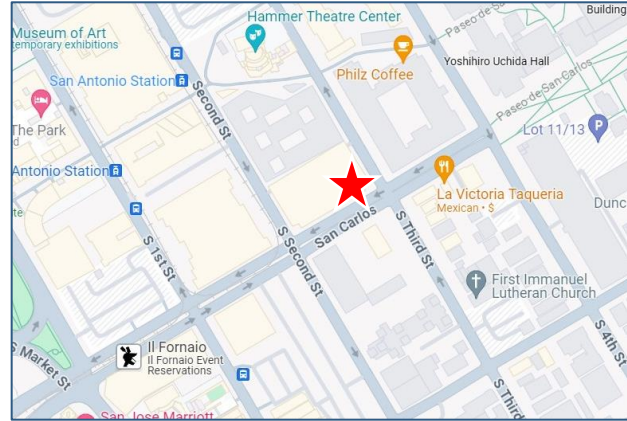 Hammer Theatre Center
Building
Museum of Art
temporary exhibitions
Paseo de San
Yoshihiro Uchida Hall
Philz Coffee
San Antonio Station
Second St
Paseo de San Carlos
Lot 11/13
The Park
Antonio Station
La Victoria Taqueria
Mexican • $
Dunc
San Carlos
S Third St
S 1st St
S Second St
First Immanuel
Lutheran Church
S 4th St
Il Fornaio
Il Fornaio Event
Reservations
S Market St
S Third
San Jose Marriott